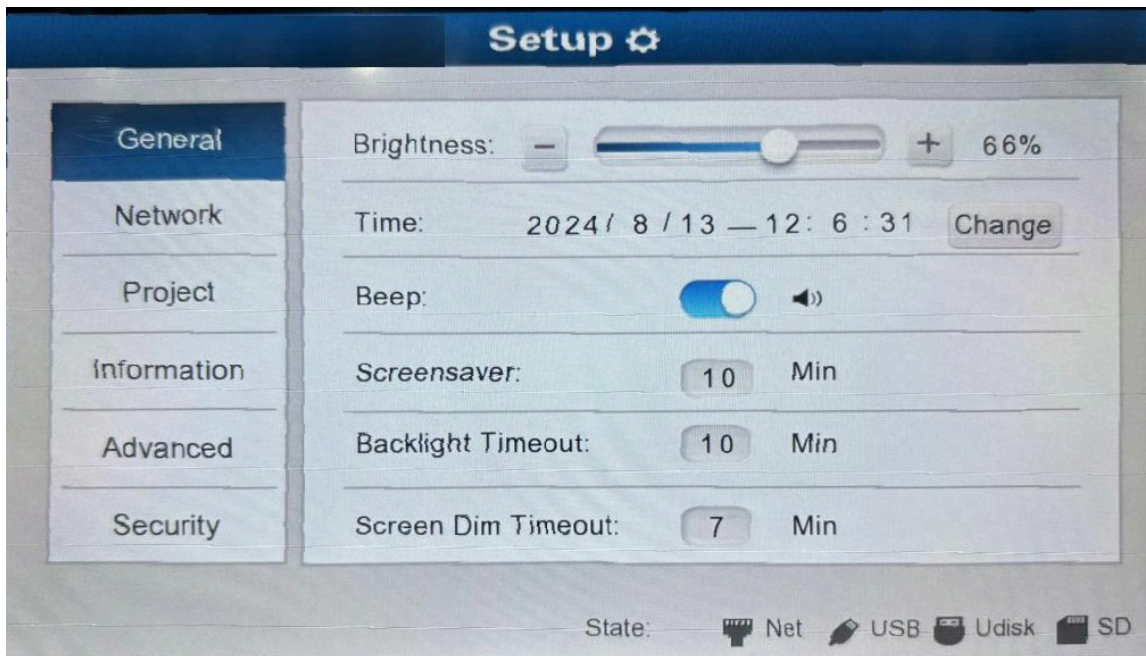 Setup
General
Network
Project
Information
Advanced
Security
Brightness: − + 66%
Time: 2024/ 8 / 13 — 12: 6 : 31 Change
Beep:
Screensaver: 10 Min
Backlight Timeout: 10 Min
Screen Dim Timeout: 7 Min
State: Net USB Udisk SD